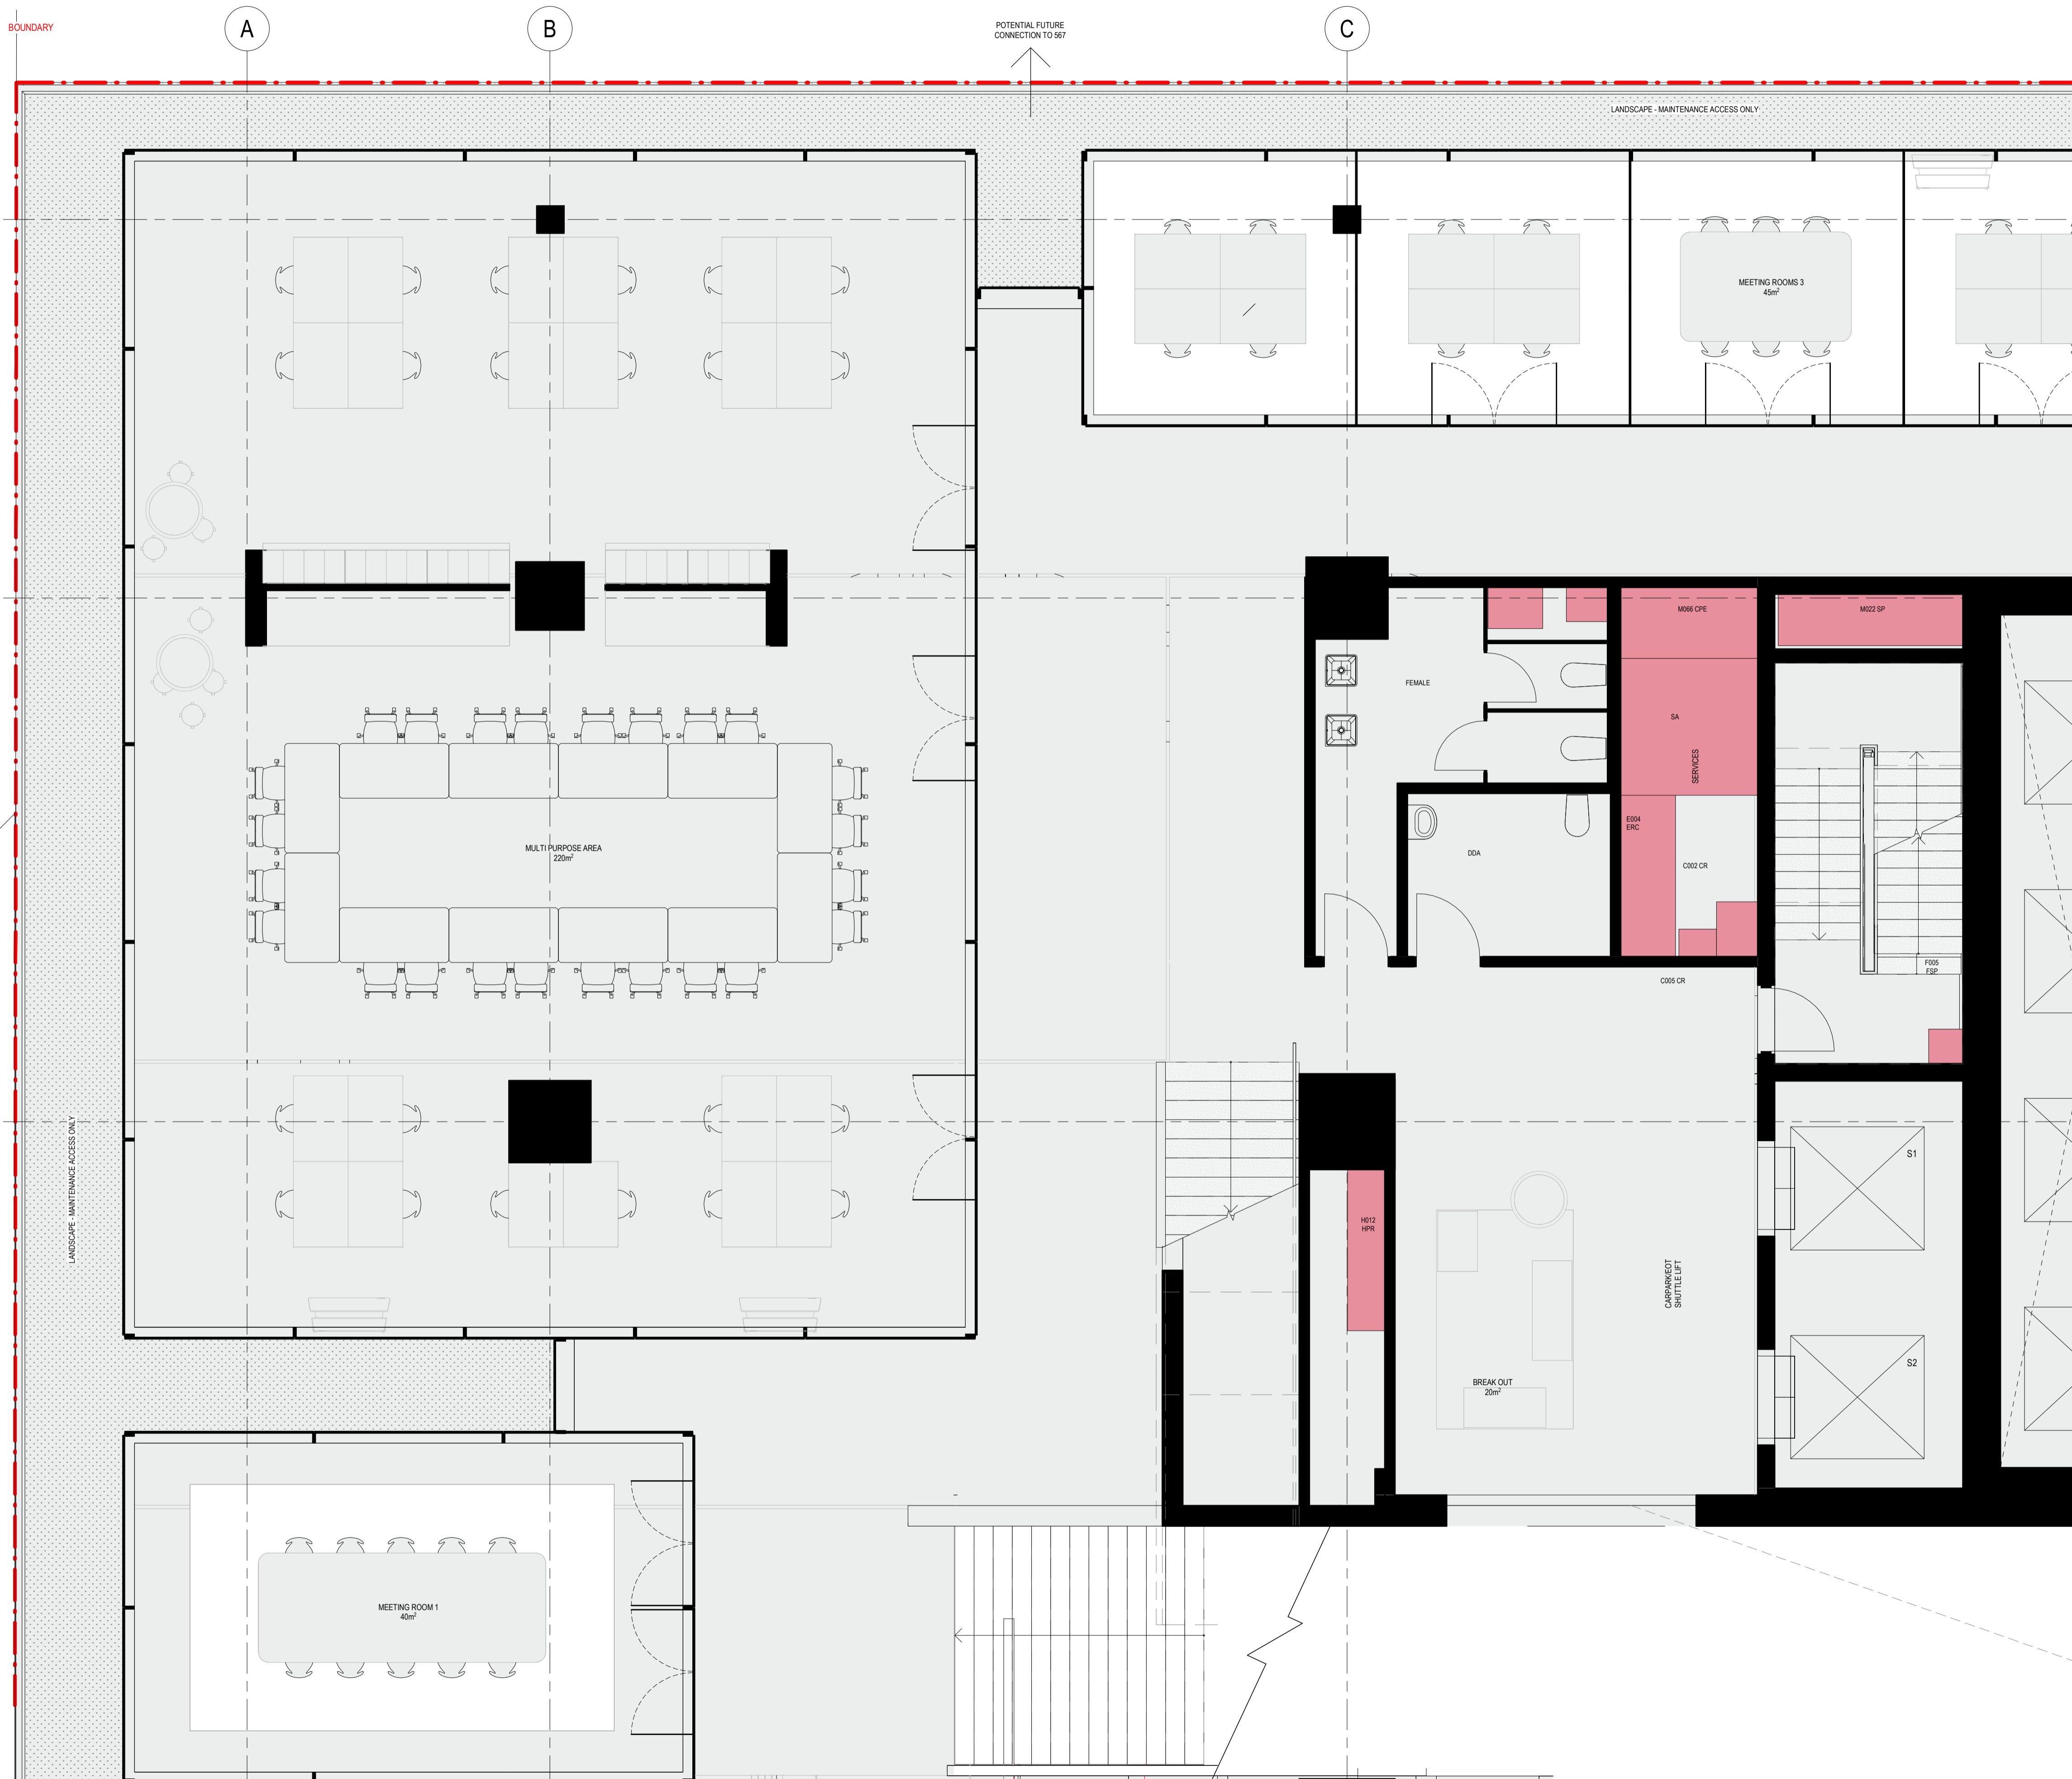 BOUNDARY
A
B
POTENTIAL FUTURE
CONNECTION TO 567
C
LANDSCAPE - MAINTENANCE ACCESS ONLY
MEETING ROOMS 3
45m²
M066 CPE
M022 SP
FEMALE
SA
SERVICES
E004
ERC
MULTI PURPOSE AREA
220m²
DDA
C002 CR
F005
FSP
C005 CR
LANDSCAPE - MAINTENANCE ACCESS ONLY
S1
H012
HPR
CARPARK/EOT
SHUTTLE LIFT
S2
BREAK OUT
20m²
MEETING ROOM 1
40m²